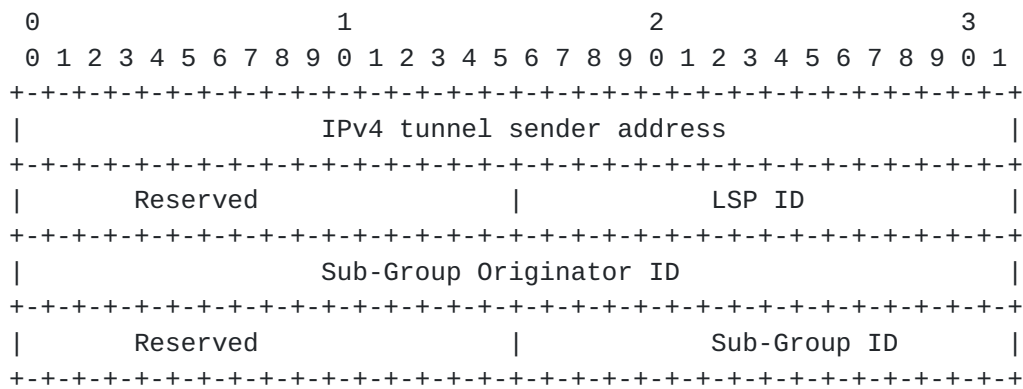 0                   1                   2                   3
 0 1 2 3 4 5 6 7 8 9 0 1 2 3 4 5 6 7 8 9 0 1 2 3 4 5 6 7 8 9 0 1
+-+-+-+-+-+-+-+-+-+-+-+-+-+-+-+-+-+-+-+-+-+-+-+-+-+-+-+-+-+-+-+-+
|                   IPv4 tunnel sender address                  |
+-+-+-+-+-+-+-+-+-+-+-+-+-+-+-+-+-+-+-+-+-+-+-+-+-+-+-+-+-+-+-+-+
|       Reserved                |            LSP ID             |
+-+-+-+-+-+-+-+-+-+-+-+-+-+-+-+-+-+-+-+-+-+-+-+-+-+-+-+-+-+-+-+-+
|                   Sub-Group Originator ID                     |
+-+-+-+-+-+-+-+-+-+-+-+-+-+-+-+-+-+-+-+-+-+-+-+-+-+-+-+-+-+-+-+-+
|       Reserved                |            Sub-Group ID       |
+-+-+-+-+-+-+-+-+-+-+-+-+-+-+-+-+-+-+-+-+-+-+-+-+-+-+-+-+-+-+-+-+